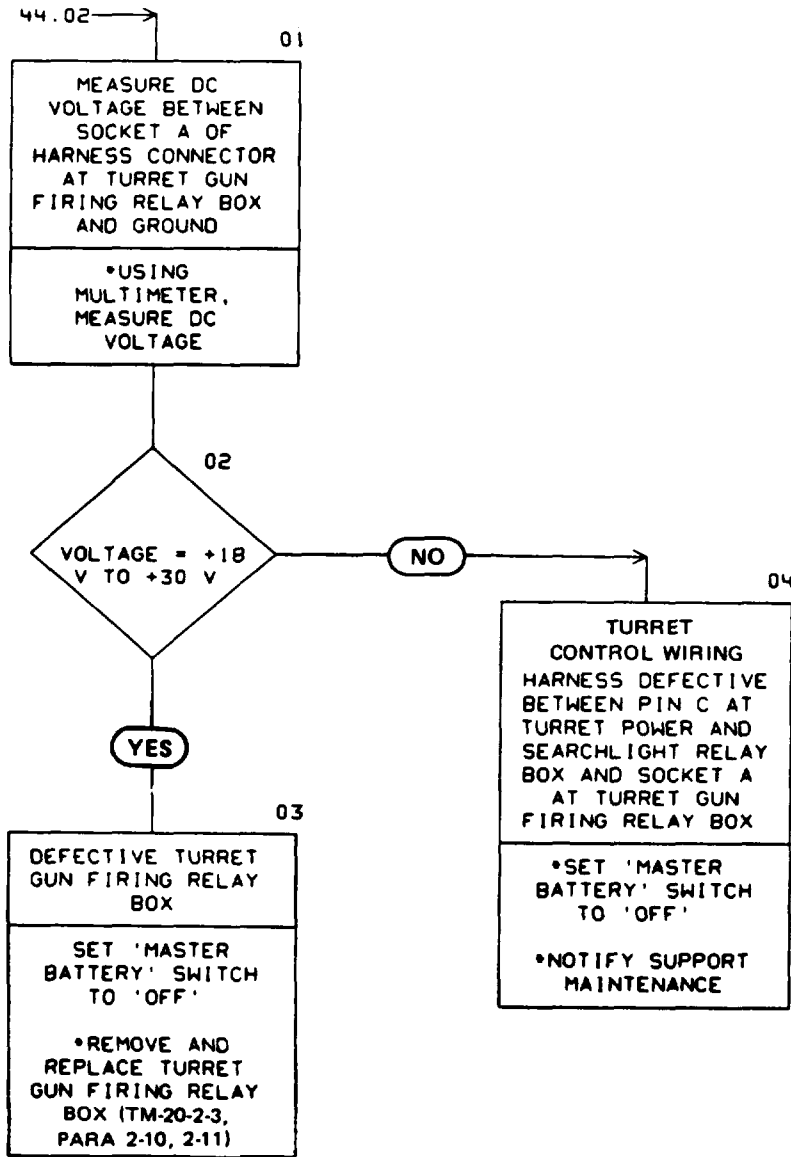 44.02
01
MEASURE DC
VOLTAGE BETWEEN
SOCKET A OF
HARNESS CONNECTOR
AT TURRET GUN
FIRING RELAY BOX
AND GROUND
•USING
MULTIMETER,
MEASURE DC
VOLTAGE
02
VOLTAGE = +18
V TO +30 V
NO
YES
04
TURRET
CONTROL WIRING
HARNESS DEFECTIVE
BETWEEN PIN C AT
TURRET POWER AND
SEARCHLIGHT RELAY
BOX AND SOCKET A
AT TURRET GUN
FIRING RELAY BOX
•SET 'MASTER
BATTERY' SWITCH
TO 'OFF'
•NOTIFY SUPPORT
MAINTENANCE
03
DEFECTIVE TURRET
GUN FIRING RELAY
BOX
SET 'MASTER
BATTERY' SWITCH
TO 'OFF'
•REMOVE AND
REPLACE TURRET
GUN FIRING RELAY
BOX (TM-20-2-3,
PARA 2-10, 2-11)